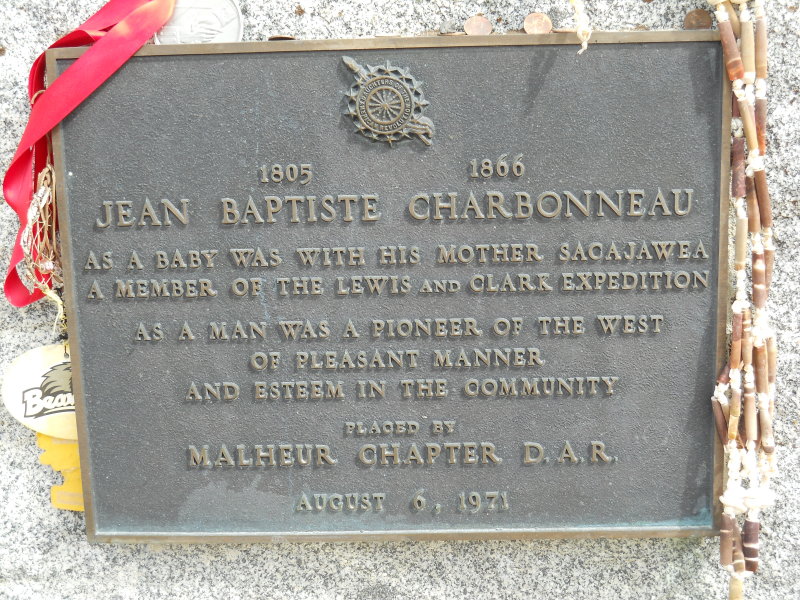 1805 1866
JEAN BAPTISTE CHARBONNEAU
AS A BABY WAS WITH HIS MOTHER SACAJAWEA
A MEMBER OF THE LEWIS AND CLARK EXPEDITION
AS A MAN WAS A PIONEER OF THE WEST
OF PLEASANT MANNER
AND ESTEEM IN THE COMMUNITY
PLACED BY
MALHEUR CHAPTER D.A.R.
AUGUST 6, 1971